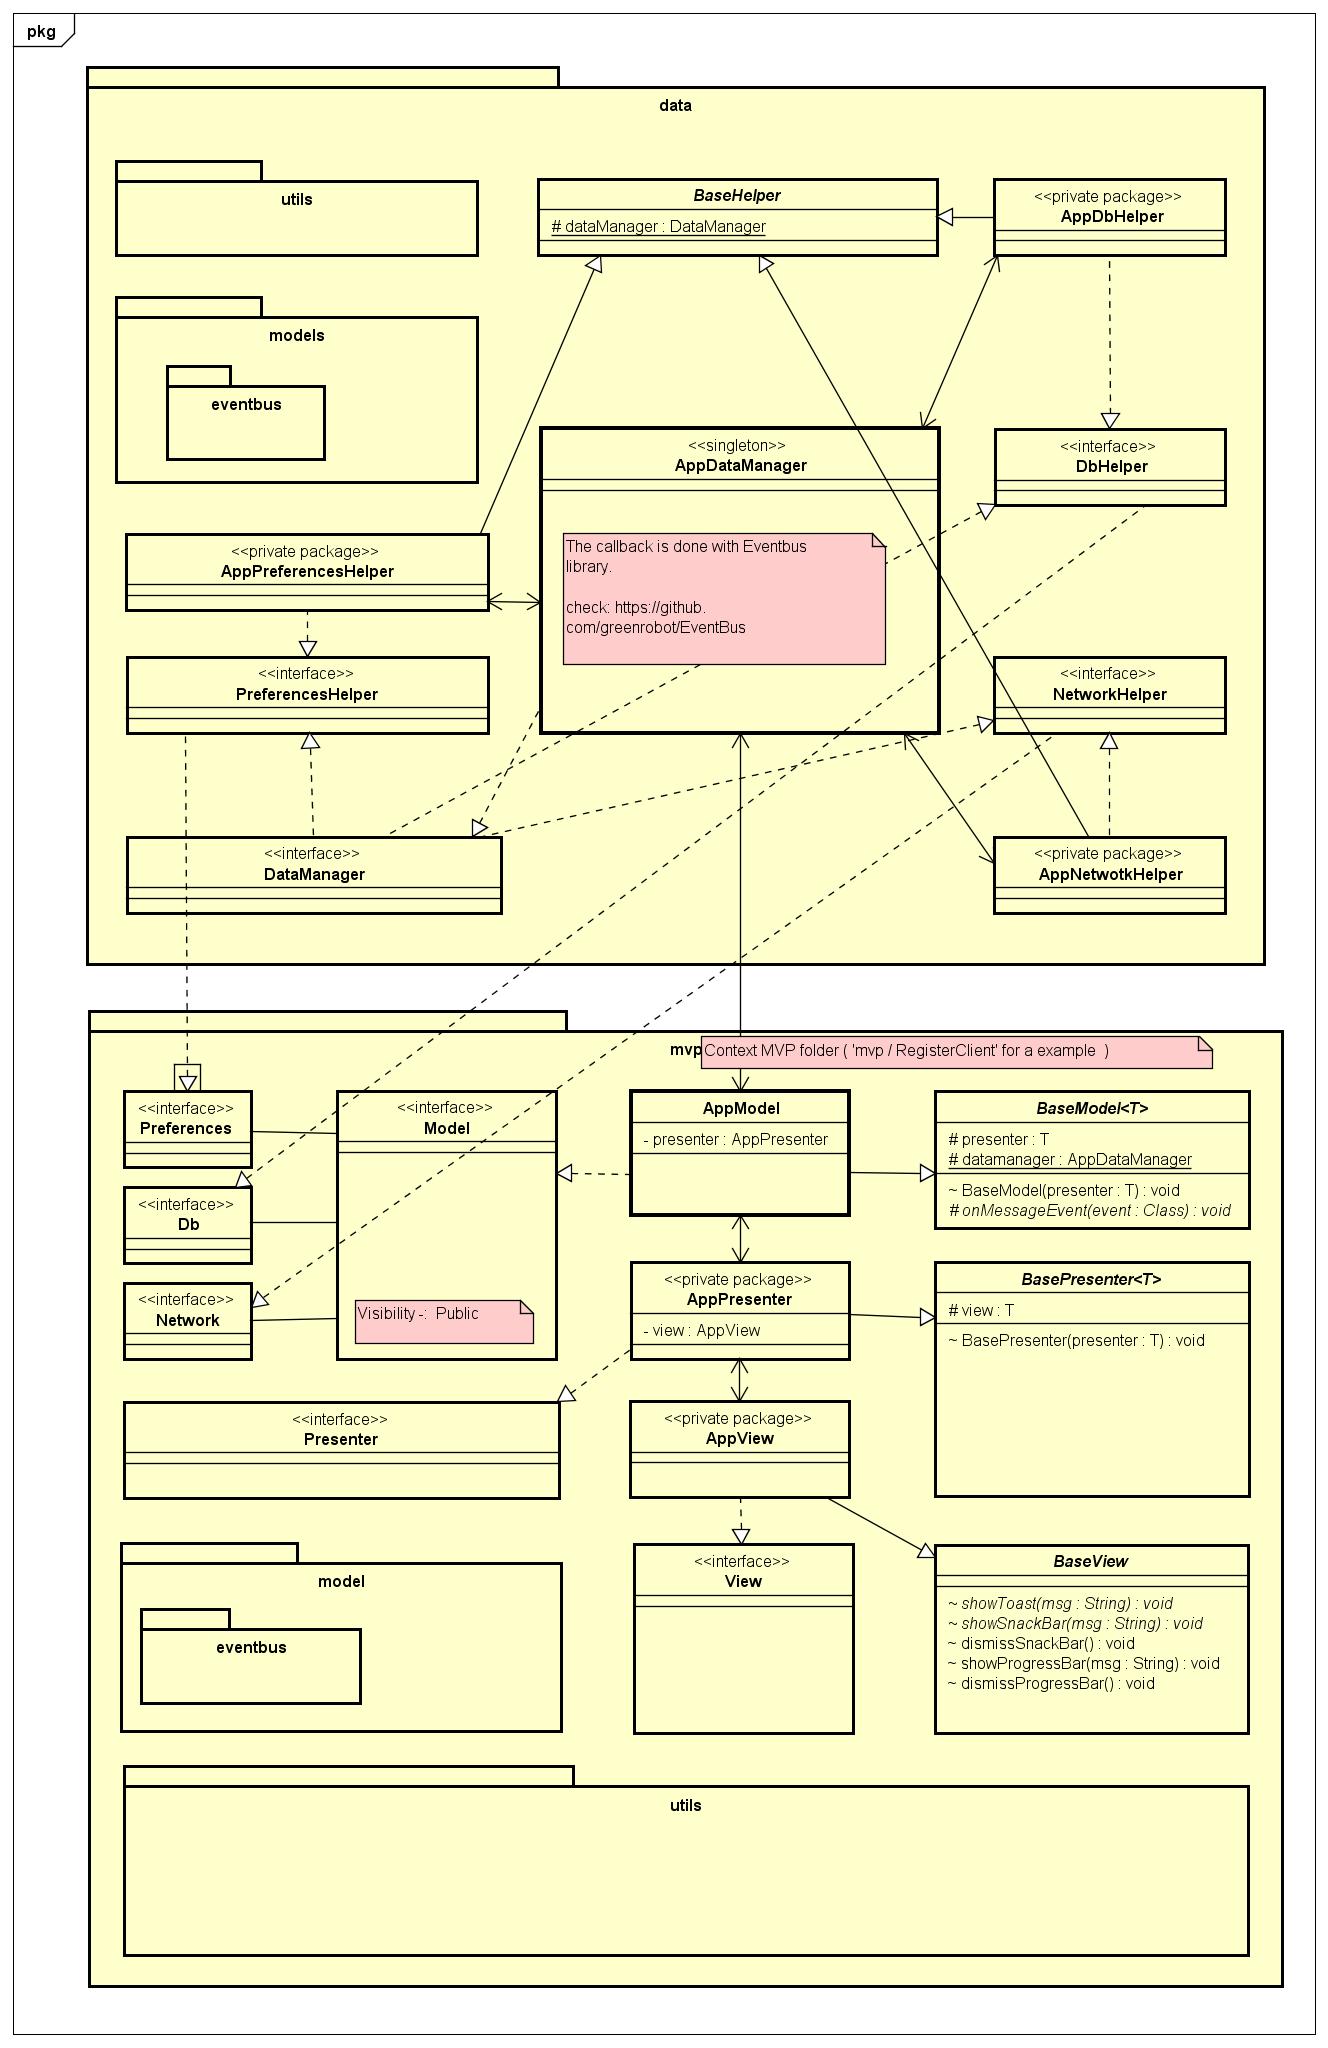 pkg
data
utils
BaseHelper
# dataManager : DataManager
<<private package>>
AppDbHelper
models
eventbus
<<singleton>>
AppDataManager
The callback is done with Eventbus
library.
check: https://github.
com/greenrobot/EventBus
<<interface>>
DbHelper
<<private package>>
AppPreferencesHelper
<<interface>>
PreferencesHelper
<<interface>>
NetworkHelper
<<interface>>
DataManager
<<private package>>
AppNetwotkHelper
mvp
Context MVP folder ( 'mvp / RegisterClient' for a example  )
<<interface>>
Preferences
<<interface>>
Db
<<interface>>
Network
<<interface>>
Model
Visibility -:  Public
AppModel
- presenter : AppPresenter
BaseModel<T>
# presenter : T
# datamanager : AppDataManager
~ BaseModel(presenter : T) : void
# onMessageEvent(event : Class) : void
<<private package>>
AppPresenter
- view : AppView
BasePresenter<T>
# view : T
~ BasePresenter(presenter : T) : void
<<interface>>
Presenter
<<private package>>
AppView
<<interface>>
View
BaseView
~ showToast(msg : String) : void
~ showSnackBar(msg : String) : void
~ dismissSnackBar() : void
~ showProgressBar(msg : String) : void
~ dismissProgressBar() : void
model
eventbus
utils